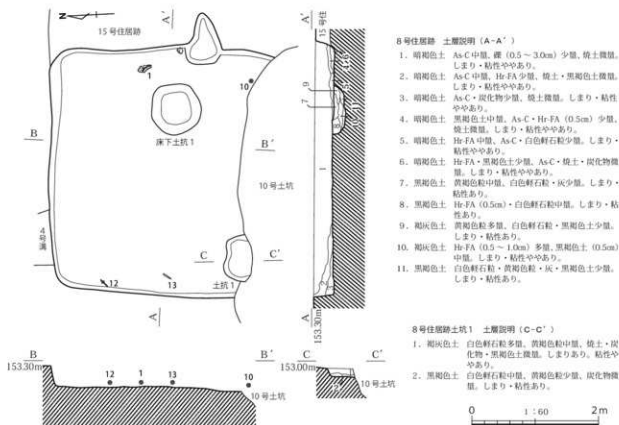 N
A′
A′
15号住居跡
15号住
1
10
7 9
床下土抗1
B
B′
10号土坑
1
4号溝
C
C′
土抗1
12
13
A
A
153.30m
B
B′
C
C′
153.30m
153.00m
12 1 13
10
10号土坑
10号土坑
8号住居跡 土層説明(A-A´)
1. 暗褐色土 As-C中量、礫(0.5~3.0cm)少量、焼土微量。
しまり・粘性ややあり。
2. 暗褐色土 As-C中量、Hr-FA少量、焼土・黒褐色土微量。
しまり・粘性ややあり。
3. 暗褐色土 As-C・炭化物少量、焼土微量。しまり・粘性
ややあり。
4. 暗褐色土 黒褐色土中量、As-C・Hr-FA(0.5cm)少量、
焼土微量。しまり・粘性ややあり。
5. 暗褐色土 Hr-FA中量、As-C・白色軽石粒少量。しまり・
粘性ややあり。
6. 暗褐色土 Hr-FA・黒褐色土少量、As-C・焼土・炭化物微
量。しまり・粘性ややあり。
7. 黒褐色土 黄褐色粒中量、白色軽石粒・灰少量。しまり・
粘性あり。
8. 黒褐色土 Hr-FA(0.5cm)・白色軽石粒中量。しまり・粘
性あり。
9. 褐灰色土 黄褐色粒多量、白色軽石粒・黒褐色土少量。
しまり・粘性あり。
10. 褐灰色土 Hr-FA(0.5~1.0cm)多量、黒褐色土(0.5cm)
中量。しまり・粘性ややあり。
11. 黒褐色土 白色軽石粒・黄褐色粒・灰・黒褐色土少量。
しまり・粘性あり。
8号住居跡土坑1 土層説明(C-C´)
1. 褐灰色土 白色軽石粒多量、黄褐色粒中量、焼土・炭
化物・黒褐色土微量。しまりあり、粘性や
やあり。
2. 黒褐色土 白色軽石粒中量、黄褐色粒少量、炭化物微
量。しまり・粘性あり。
0 1:60 2m